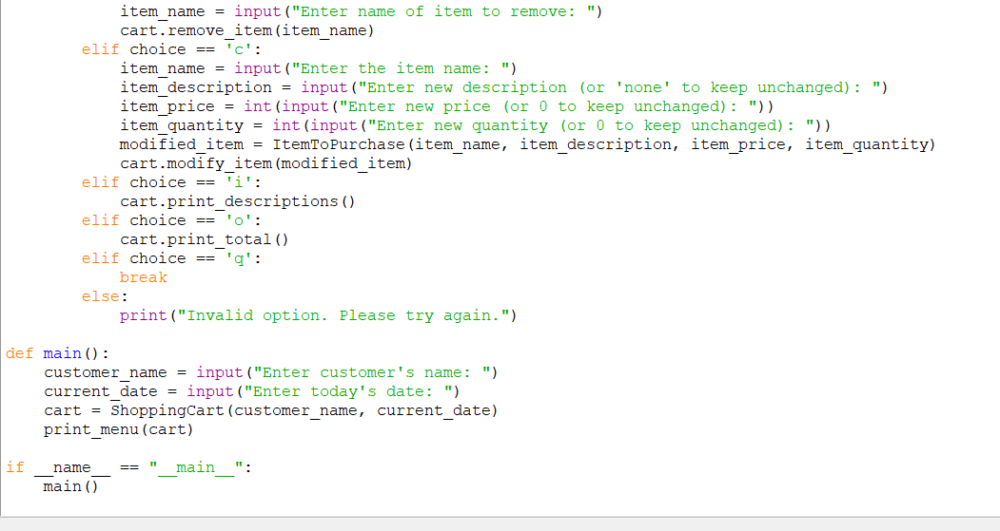 item_name = input("Enter name of item to remove: ")
            cart.remove_item(item_name)
        elif choice == 'c':
            item_name = input("Enter the item name: ")
            item_description = input("Enter new description (or 'none' to keep unchanged): ")
            item_price = int(input("Enter new price (or 0 to keep unchanged): "))
            item_quantity = int(input("Enter new quantity (or 0 to keep unchanged): "))
            modified_item = ItemToPurchase(item_name, item_description, item_price, item_quantity)
            cart.modify_item(modified_item)
        elif choice == 'i':
            cart.print_descriptions()
        elif choice == 'o':
            cart.print_total()
        elif choice == 'q':
            break
        else:
            print("Invalid option. Please try again.")

def main():
    customer_name = input("Enter customer's name: ")
    current_date = input("Enter today's date: ")
    cart = ShoppingCart(customer_name, current_date)
    print_menu(cart)

if __name__ == "__main__":
    main()